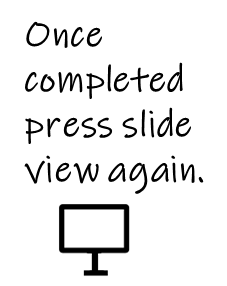 Once
completed
press slide
view again.